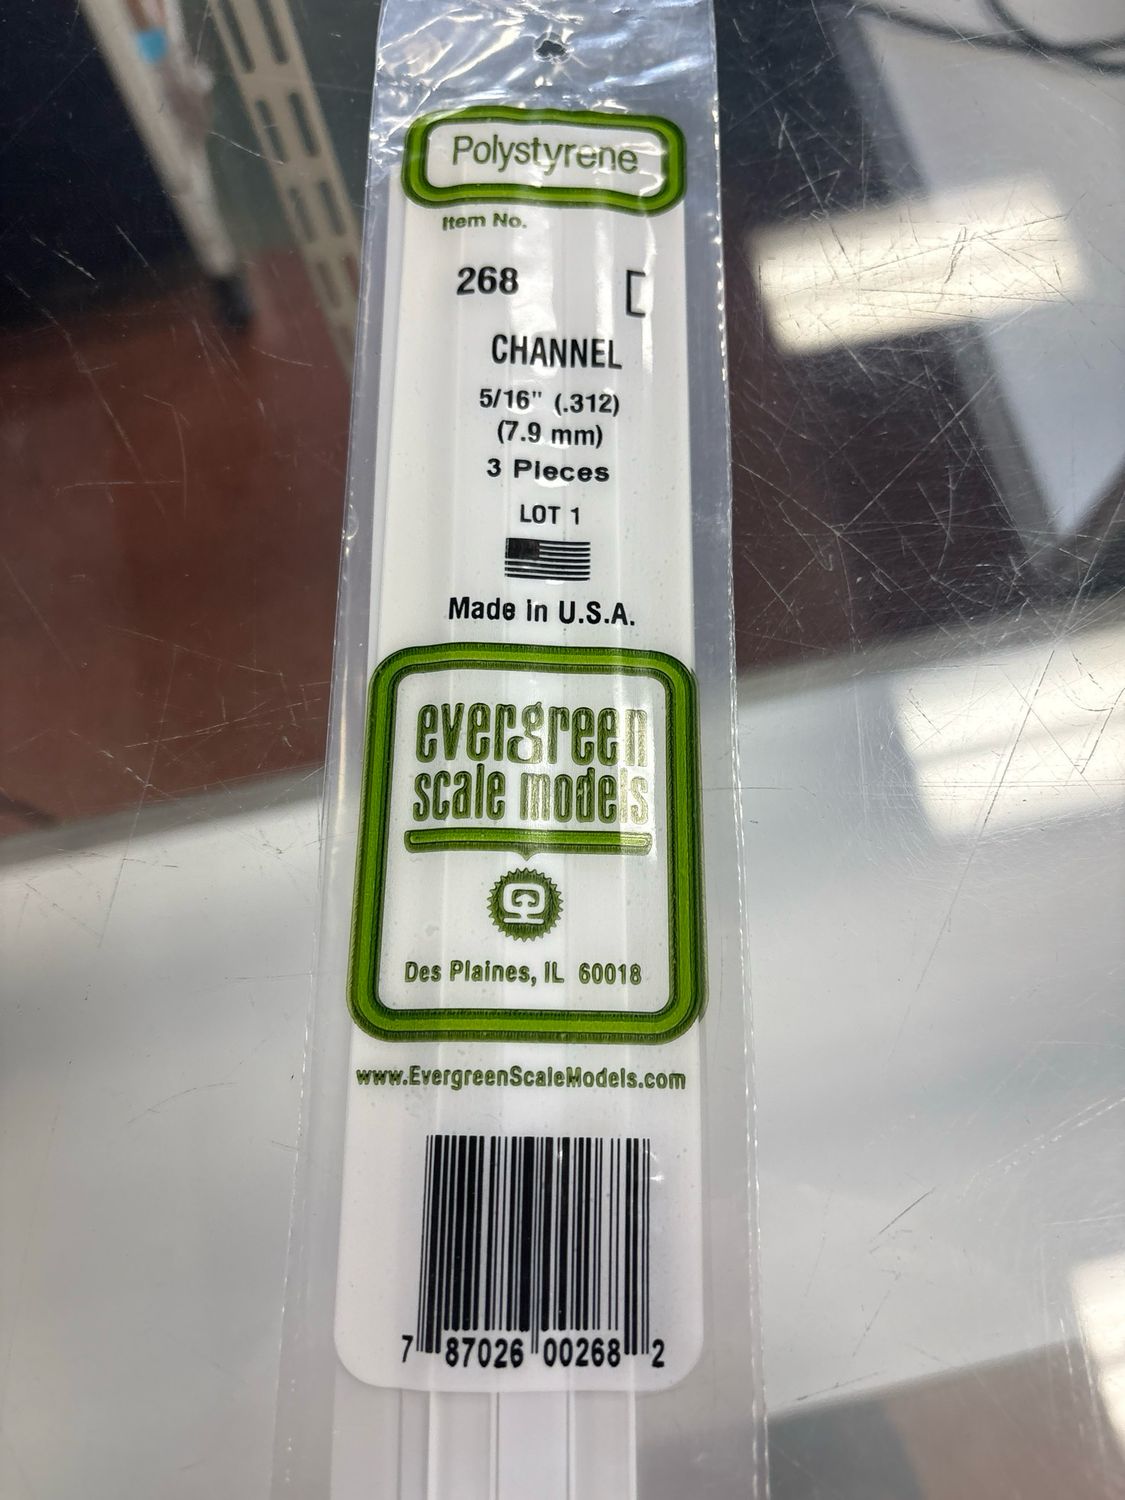 Polystyrene
Item No.
268
CHANNEL
5/16" (.312)
(7.9 mm)
3 Pieces
LOT 1
Made in U.S.A.
evergreen
scale models
Des Plaines, IL 60018
www.EvergreenScaleModels.com
7 87026 00268 2